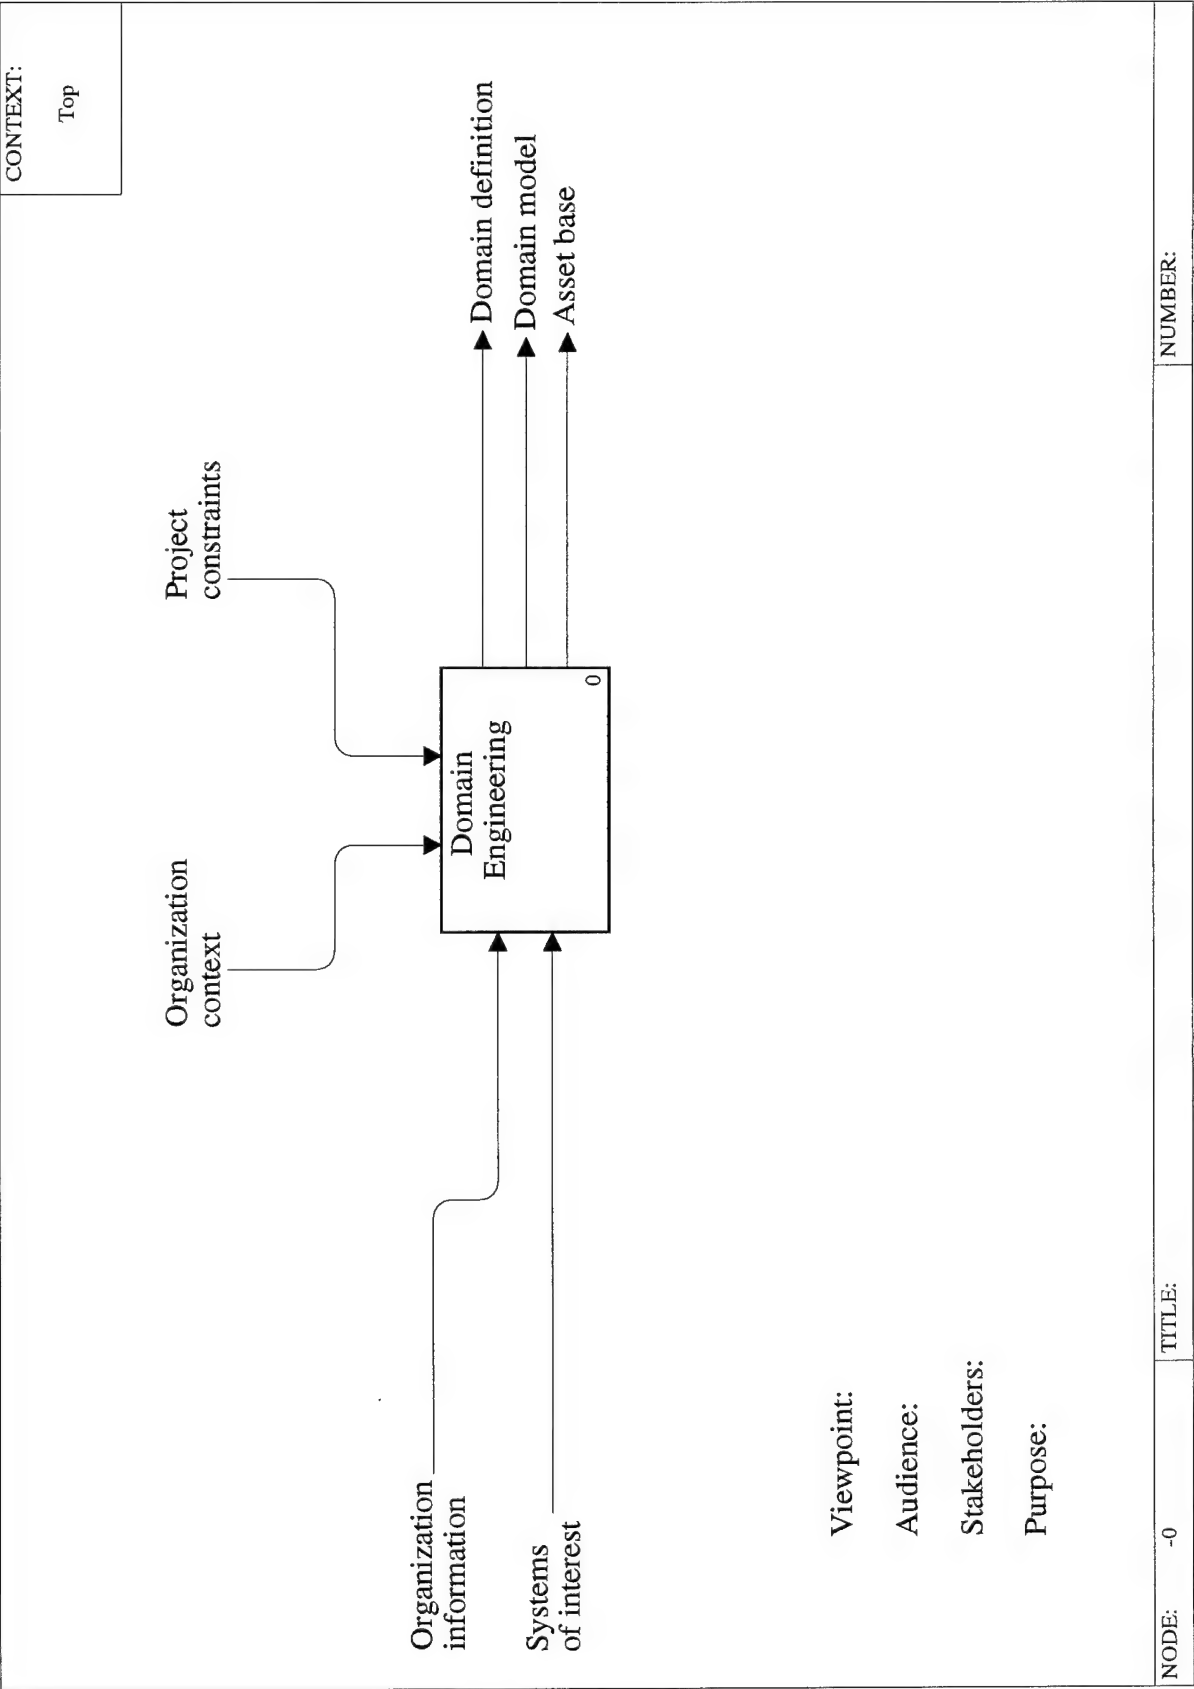 CONTEXT:
Top
Organization
context
Project
constraints
Organization
information
Systems
of interest
Domain
Engineering
0
Domain definition
Domain model
Asset base
Viewpoint:
Audience:
Stakeholders:
Purpose:
NODE: -0
TITLE:
NUMBER: